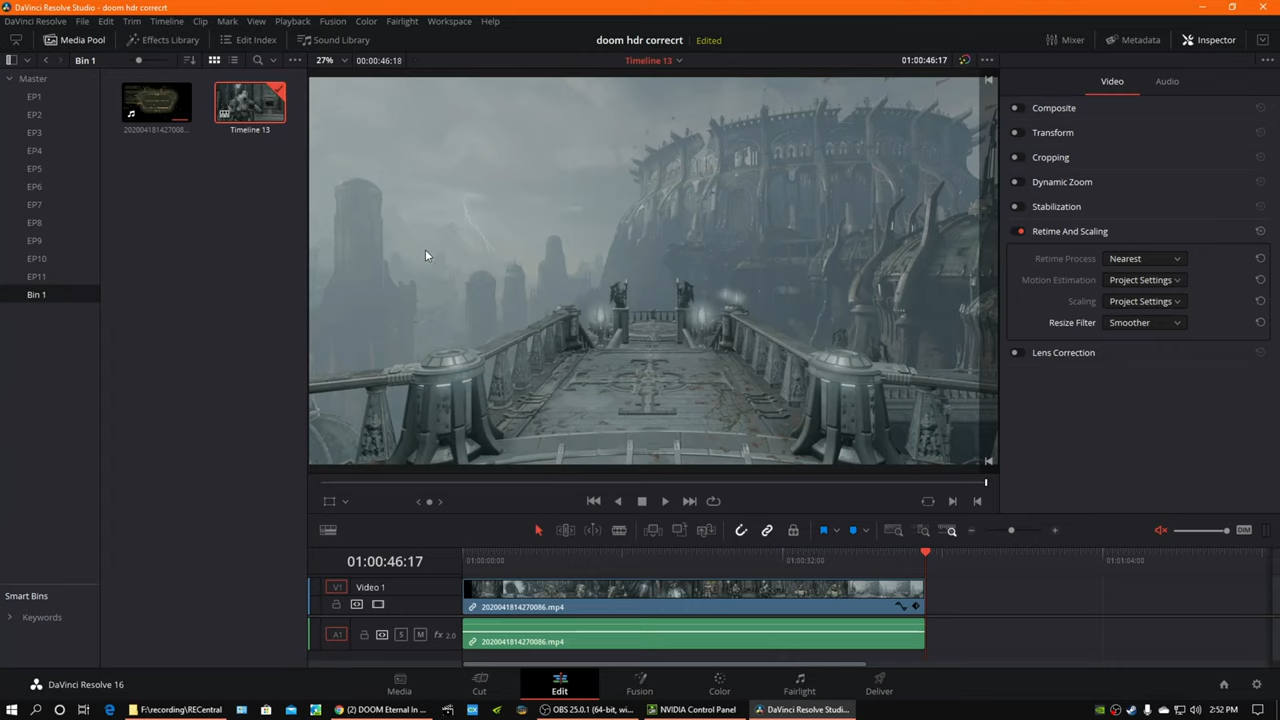 DaVinci Resolve Studio - doom hdr correcrt
DaVinci Resolve File Edit Trim Timeline Clip Mark View Playback Fusion Color Fairlight Workspace Help
Media Pool Effects Library Edit Index Sound Library doom hdr correcrt Edited Mixer Metadata Inspector
Bin 1 27% 00:00:46:18 Timeline 13 01:00:46:17
Master
EP1
EP2
EP3
EP4
EP5
EP6
EP7
EP8
EP9
EP10
EP11
Bin 1
202004181427008...
Timeline 13
Video Audio
Composite
Transform
Cropping
Dynamic Zoom
Stabilization
Retime And Scaling
Retime Process Nearest
Motion Estimation Project Settings
Scaling Project Settings
Resize Filter Smoother
Lens Correction
DIM
01:00:46:17 01:00:00:00 01:00:32:00 01:01:04:00
V1 Video 1
2020041814270086.mp4
A1 S M fx 2.0
2020041814270086.mp4
Smart Bins
Keywords
DaVinci Resolve 16 Media Cut Edit Fusion Color Fairlight Deliver
F:\recording\RECentral (2) DOOM Eternal In ... OBS 25.0.1 (64-bit, wi... NVIDIA Control Panel DaVinci Resolve Studi... 2:52 PM